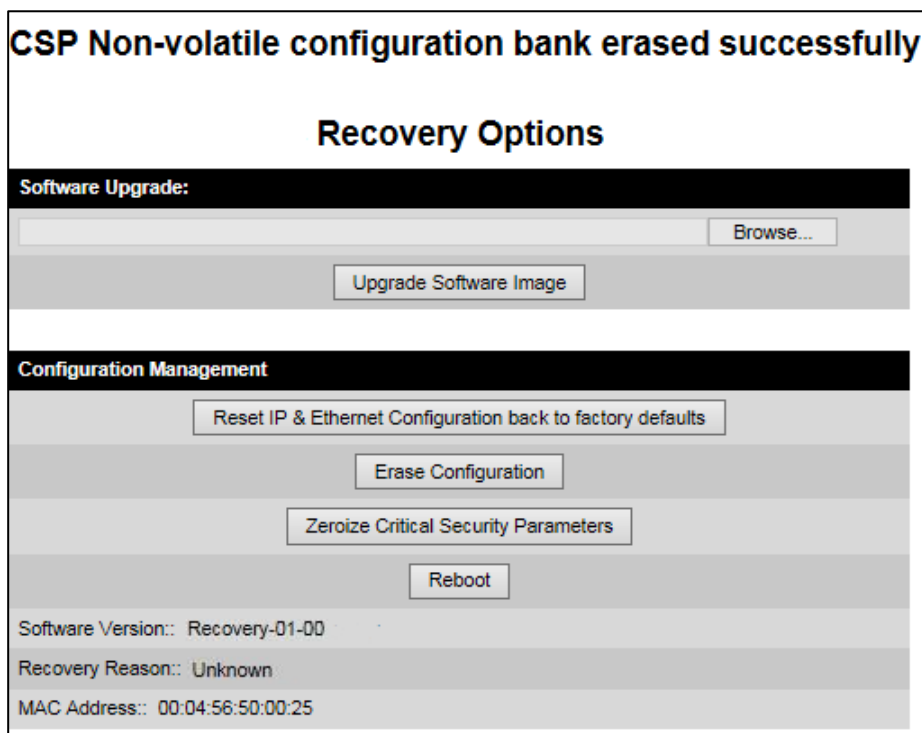 CSP Non-volatile configuration bank erased successfully
Recovery Options
Software Upgrade:
Browse...
Upgrade Software Image
Configuration Management
Reset IP & Ethernet Configuration back to factory defaults
Erase Configuration
Zeroize Critical Security Parameters
Reboot
Software Version:: Recovery-01-00
Recovery Reason:: Unknown
MAC Address:: 00:04:56:50:00:25